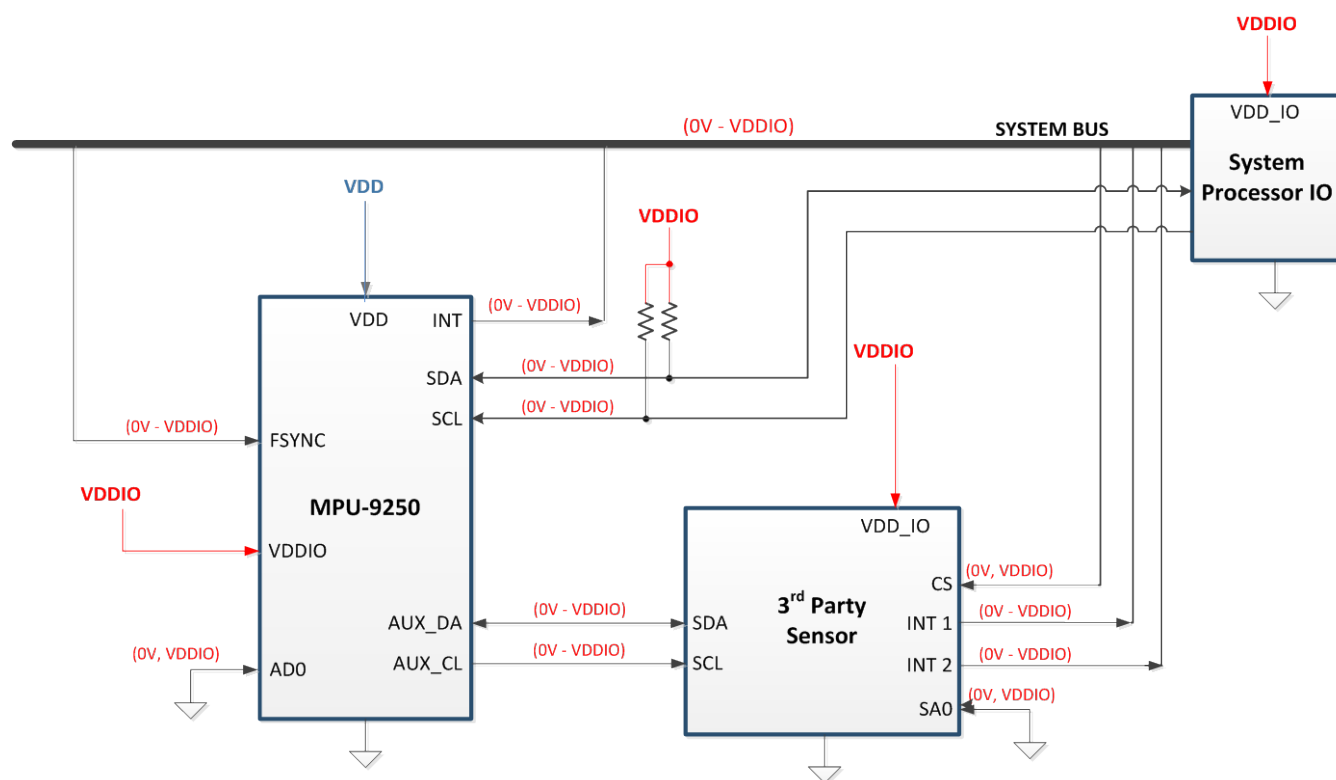 VDDIO
VDD_IO
System
Processor IO
(0V - VDDIO)
SYSTEM BUS
VDD
VDDIO
VDD
INT
(0V - VDDIO)
SDA
(0V - VDDIO)
SCL
(0V - VDDIO)
(0V - VDDIO)
FSYNC
VDDIO
VDDIO
MPU-9250
AUX_DA
(0V - VDDIO)
AUX_CL
(0V - VDDIO)
(0V, VDDIO)
AD0
VDDIO
VDD_IO
3rd Party
Sensor
SDA
SCL
CS
(0V, VDDIO)
INT 1
(0V - VDDIO)
INT 2
(0V - VDDIO)
SA0
(0V, VDDIO)